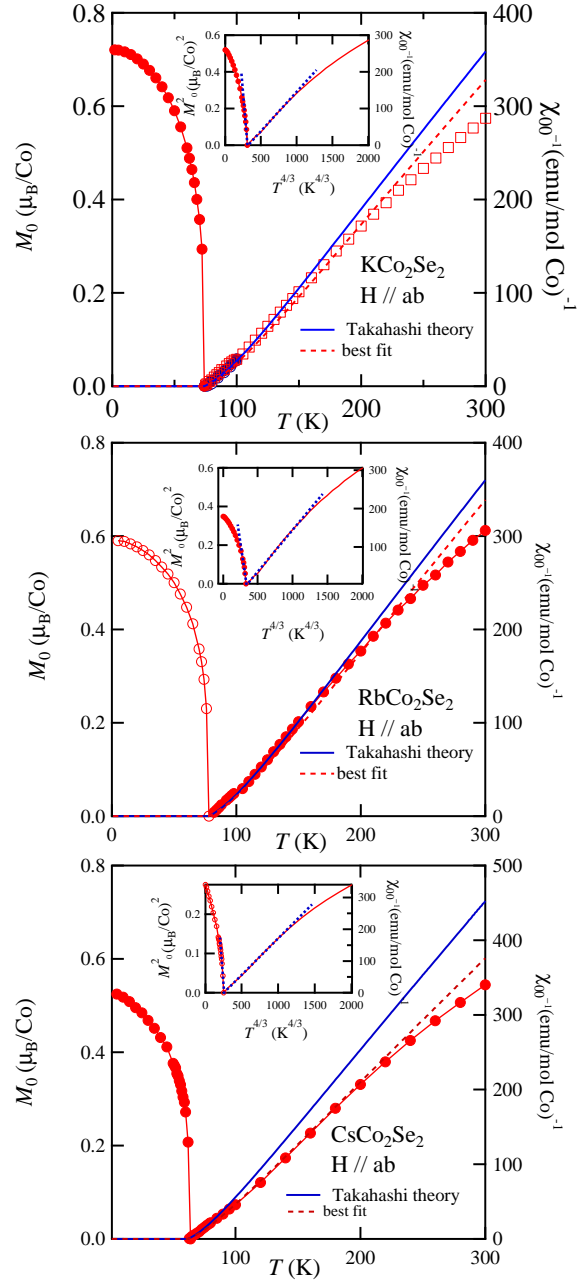 0.8
0.6
0.4
0.2
0.0
M₀ (μB/Co)
400
300
200
100
0
χ₀₀⁻¹(emu/mol Co)⁻¹
100
200
300
T (K)
KCo₂Se₂
H // ab
Takahashi theory
best fit
0.6
0.4
0.2
0.0
M₀² (μB/Co)²
300
200
100
0
χ₀₀⁻¹(emu/mol Co)⁻¹
0
500
1000
1500
2000
T⁴/³ (K⁴/³)
0.8
0.6
0.4
0.2
0.0
M₀ (μB/Co)
400
300
200
100
0
χ₀₀⁻¹(emu/mol Co)⁻¹
0
100
200
300
T (K)
RbCo₂Se₂
H // ab
Takahashi theory
best fit
0.6
0.4
0.2
0.0
M₀² (μB/Co)²
300
200
100
0
χ₀₀⁻¹(emu/mol Co)⁻¹
0
500
1000
1500
2000
T⁴/³ (K⁴/³)
0.8
0.6
0.4
0.2
0.0
M₀ (μB/Co)
500
400
300
200
100
0
χ₀₀⁻¹(emu/mol Co)⁻¹
0
100
200
300
T (K)
CsCo₂Se₂
H // ab
Takahashi theory
best fit
0.2
0.1
0.0
M₀² (μB/Co)²
300
200
100
0
χ₀₀⁻¹(emu/mol Co)⁻¹
0
500
1000
1500
2000
T⁴/³ (K⁴/³)